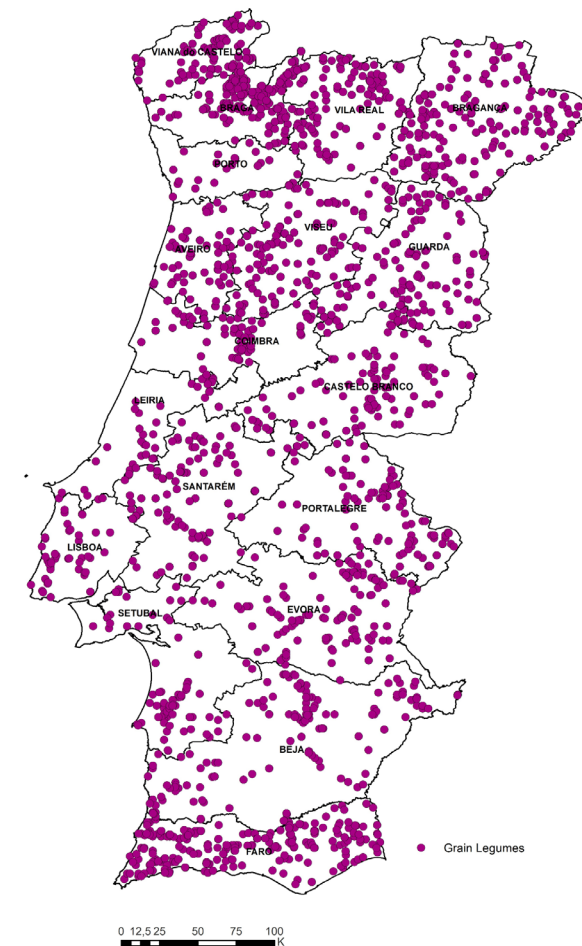 VIANA do CASTELO
BRAGA
VILA REAL
BRAGANÇA
PORTO
VISEU
AVEIRO
GUARDA
COIMBRA
CASTELO BRANCO
LEIRIA
SANTARÉM
PORTALEGRE
LISBOA
SETUBAL
EVORA
BEJA
Grain Legumes
FARO
0 12,5 25 50 75 100
K